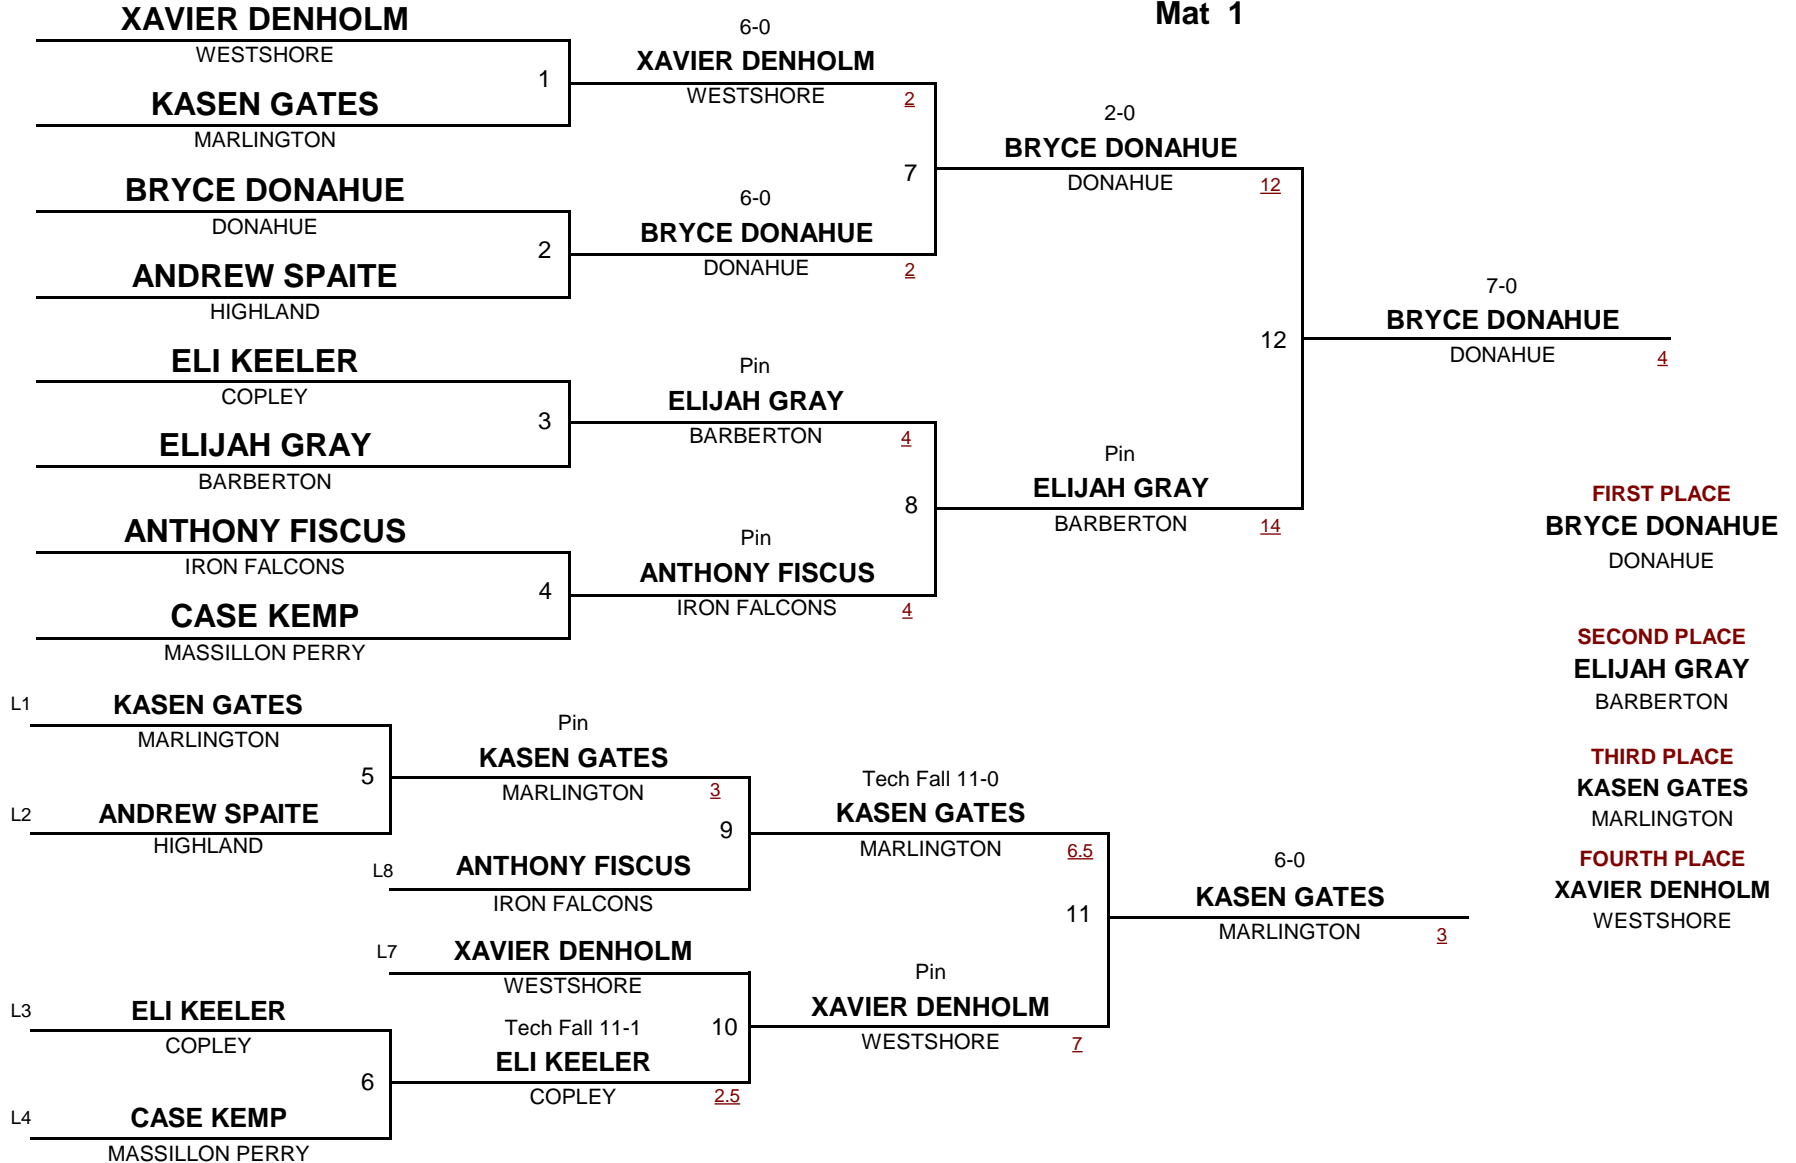 Mat 1
XAVIER DENHOLM
WESTSHORE
1
KASEN GATES
MARLINGTON
BRYCE DONAHUE
DONAHUE
2
ANDREW SPAITE
HIGHLAND
ELI KEELER
COPLEY
3
ELIJAH GRAY
BARBERTON
ANTHONY FISCUS
IRON FALCONS
4
CASE KEMP
MASSILLON PERRY
6-0
XAVIER DENHOLM
WESTSHORE 2
7
6-0
BRYCE DONAHUE
DONAHUE 2
Pin
ELIJAH GRAY
BARBERTON 4
8
Pin
ANTHONY FISCUS
IRON FALCONS 4
2-0
BRYCE DONAHUE
DONAHUE 12
12
Pin
ELIJAH GRAY
BARBERTON 14
7-0
BRYCE DONAHUE
DONAHUE 4
FIRST PLACE
BRYCE DONAHUE
DONAHUE
SECOND PLACE
ELIJAH GRAY
BARBERTON
THIRD PLACE
KASEN GATES
MARLINGTON
FOURTH PLACE
XAVIER DENHOLM
WESTSHORE
L1 KASEN GATES
MARLINGTON
5
L2 ANDREW SPAITE
HIGHLAND
Pin
KASEN GATES
MARLINGTON 3
9
L8 ANTHONY FISCUS
IRON FALCONS
L7 XAVIER DENHOLM
WESTSHORE
L3 ELI KEELER
COPLEY
6
L4 CASE KEMP
MASSILLON PERRY
Tech Fall 11-1 10
ELI KEELER
COPLEY 2.5
Tech Fall 11-0
KASEN GATES
MARLINGTON 6.5
11
Pin
XAVIER DENHOLM
WESTSHORE 7
6-0
KASEN GATES
MARLINGTON 3